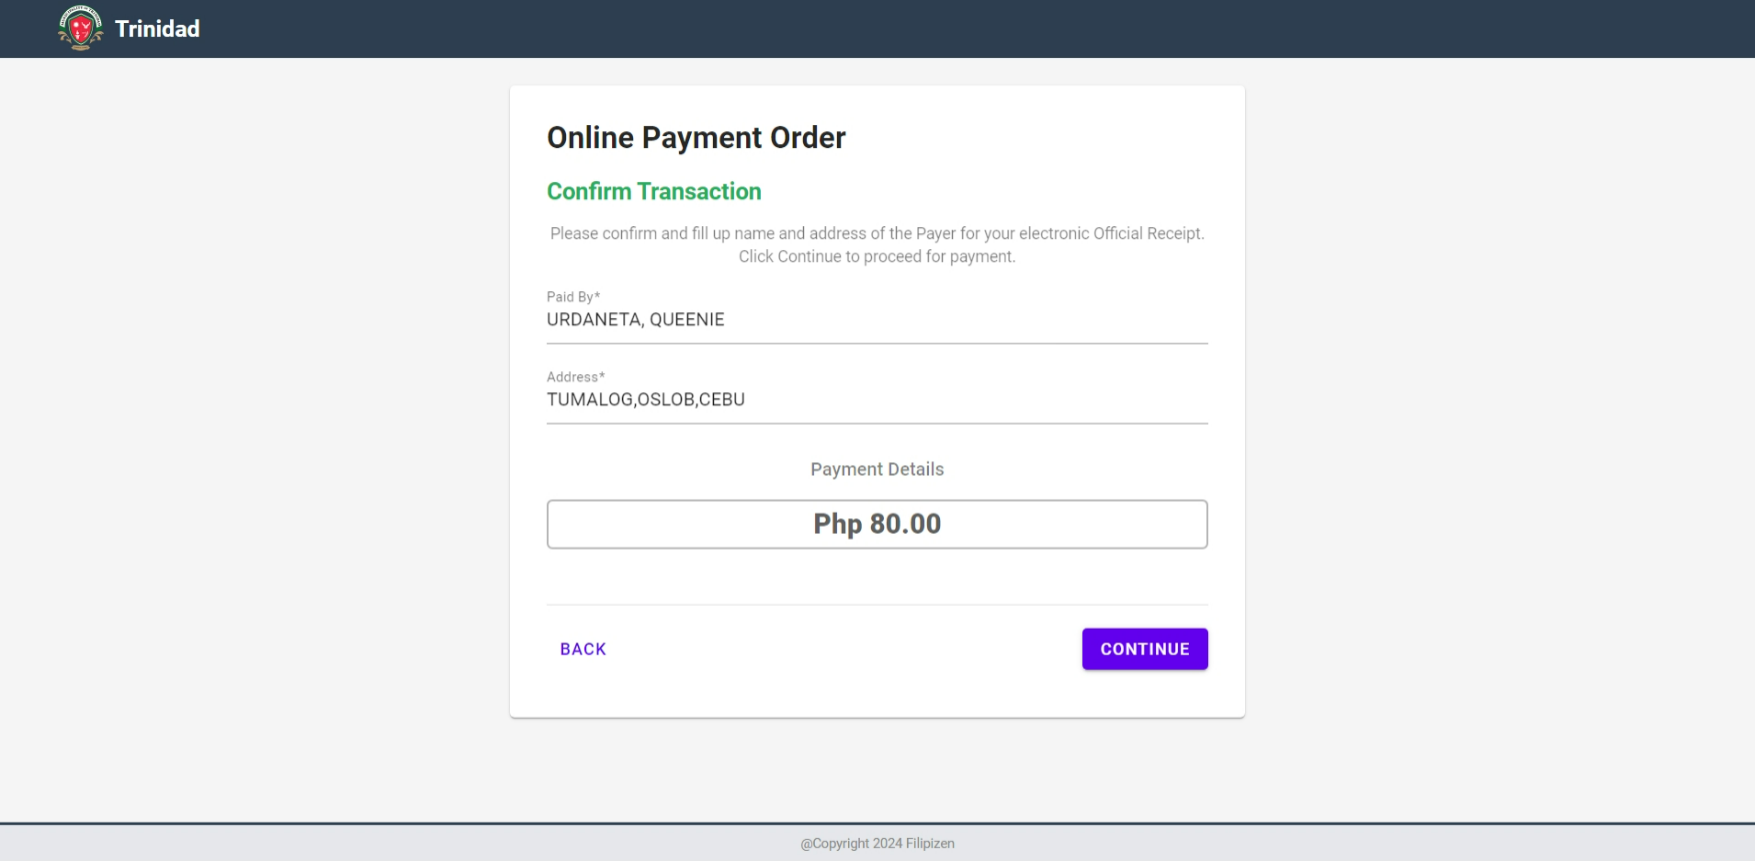 Trinidad
Online Payment Order
Confirm Transaction
Please confirm and fill up name and address of the Payer for your electronic Official Receipt.
Click Continue to proceed for payment.
Paid By*
URDANETA, QUEENIE
Address*
TUMALOG,OSLOB,CEBU
Payment Details
Php 80.00
BACK
CONTINUE
@Copyright 2024 Filipizen